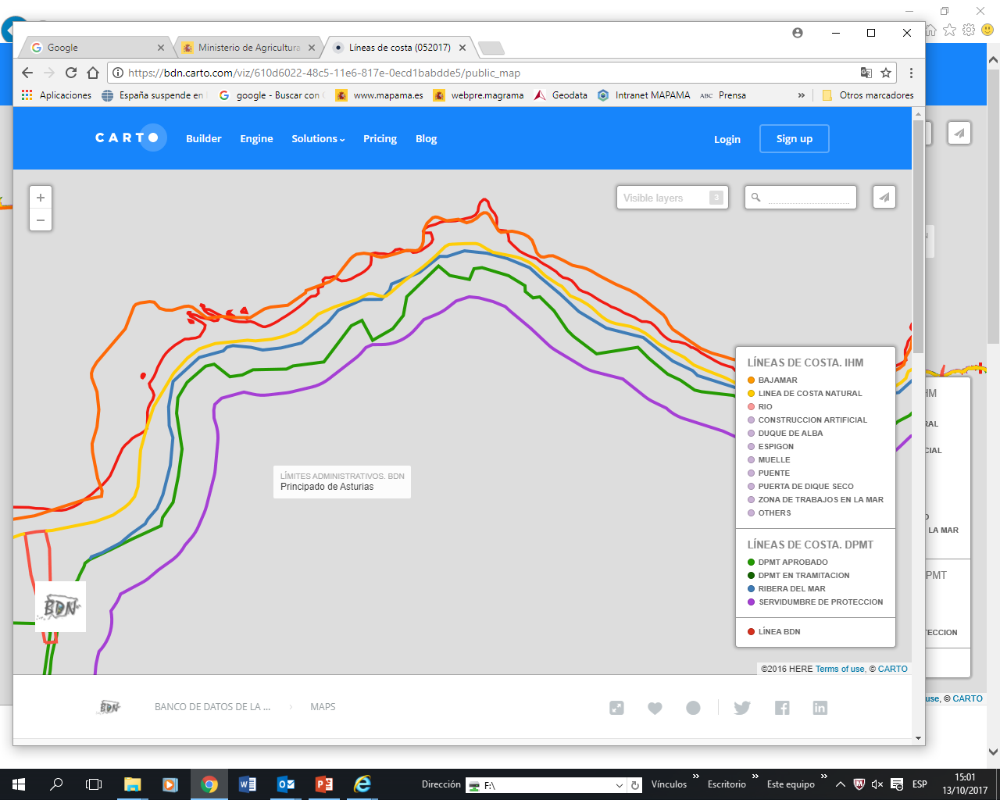 Google
Ministerio de Agricultura
Líneas de costa (052017)
https://bdn.carto.com/viz/610d6022-48c5-11e6-817e-0ecd1babdde5/public_map
Aplicaciones
España suspende en
google - Buscar con
www.mapama.es
webpre.magrama
Geodata
Intranet MAPAMA
ABC Prensa
»
Otros marcadores
CARTO
Builder
Engine
Solutions
Pricing
Blog
Login
Sign up
+
−
Visible layers 3
LÍMITES ADMINISTRATIVOS. BDN
Principado de Asturias
LÍNEAS DE COSTA. IHM
BAJAMAR
LINEA DE COSTA NATURAL
RIO
CONSTRUCCION ARTIFICIAL
DUQUE DE ALBA
ESPIGON
MUELLE
PUENTE
PUERTA DE DIQUE SECO
ZONA DE TRABAJOS EN LA MAR
OTHERS
LÍNEAS DE COSTA. DPMT
DPMT APROBADO
DPMT EN TRAMITACION
RIBERA DEL MAR
SERVIDUMBRE DE PROTECCION
LÍNEA BDN
HM
RAL
CIAL
O
LA MAR
PMT
TECCION
BDN
©2016 HERE Terms of use, © CARTO
use, © CARTO
BDN
BANCO DE DATOS DE LA ...
MAPS
Dirección
F:\
Vínculos »
Escritorio »
Este equipo »
ESP
15:01
13/10/2017